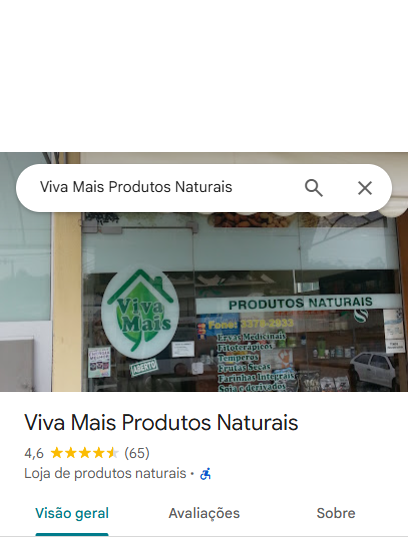 Viva Mais Produtos Naturais
Viva
Mais
PRODUTOS NATURAIS
Fone: 3378-2933
Ervas Medicinais
Fitoterápicos
Temperos
Frutas Secas
Farinhas integrais
Soja e derivados
ABERTO
Viva Mais Produtos Naturais
4,6 (65)
Loja de produtos naturais •
Visão geral
Avaliações
Sobre